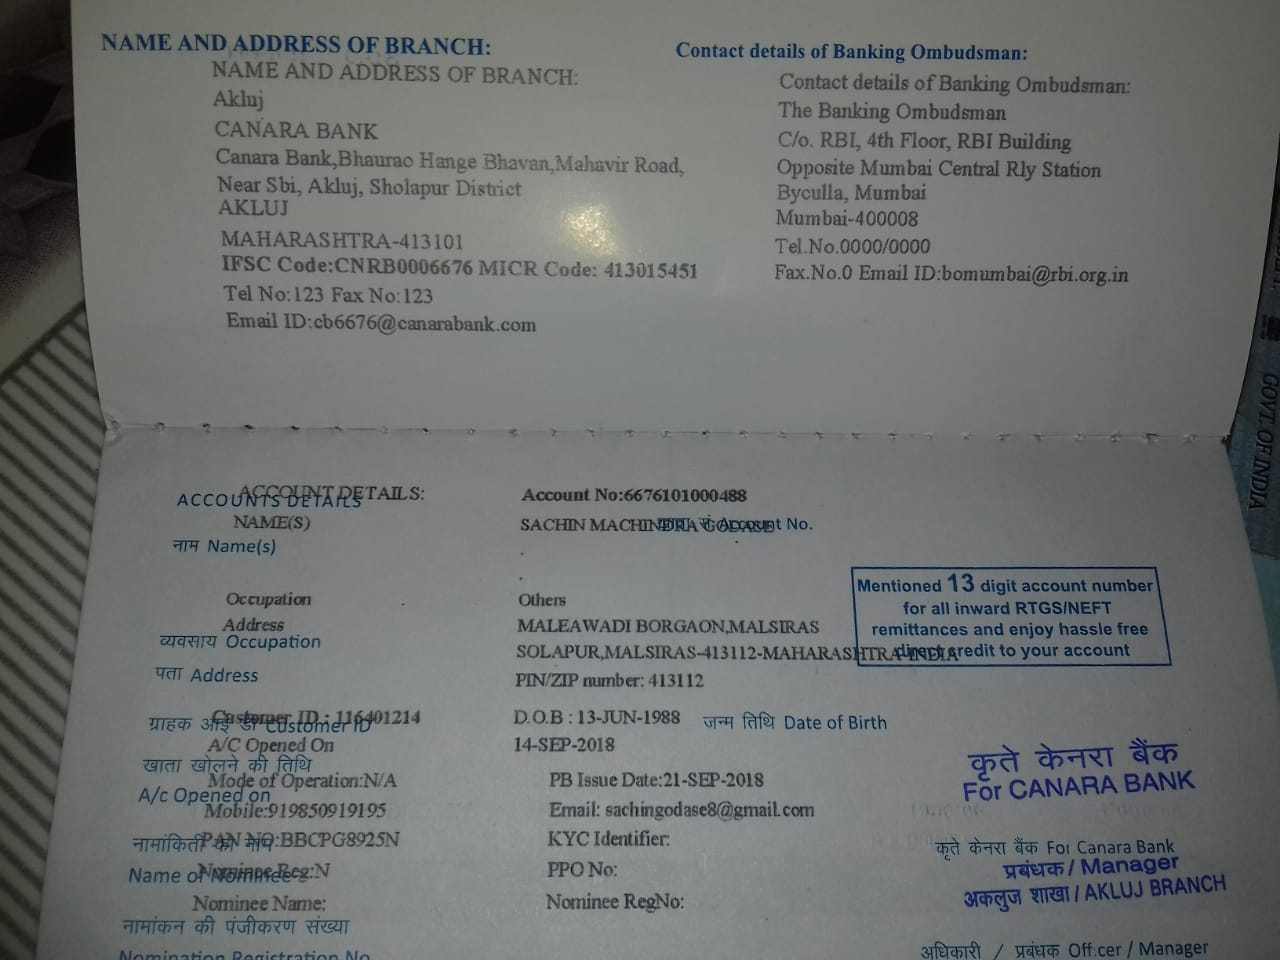 NAME AND ADDRESS OF BRANCH:
NAME AND ADDRESS OF BRANCH:
Akluj
CANARA BANK
Canara Bank,Bhaurao Hange Bhavan,Mahavir Road,
Near Sbi, Akluj, Sholapur District
AKLUJ
MAHARASHTRA-413101
IFSC Code:CNRB0006676 MICR Code: 413015451
Tel No:123 Fax No:123
Email ID:cb6676@canarabank.com
Contact details of Banking Ombudsman:
Contact details of Banking Ombudsman:
The Banking Ombudsman
C/o. RBI, 4th Floor, RBI Building
Opposite Mumbai Central Rly Station
Byculla, Mumbai
Mumbai-400008
Tel.No.0000/0000
Fax.No.0 Email ID:bomumbai@rbi.org.in
GOVT. OF INDIA
ACCOUNT DETAILS:
ACCOUNTS DETAILS
Account No:6676101000488
NAME(S)
SACHIN MACHINDRA GODASE
Account No.
नाम Name(s)
Occupation
Others
Address
MALEAWADI BORGAON,MALSIRAS
व्यवसाय Occupation
SOLAPUR,MALSIRAS-413112-MAHARASHTRA-INDIA
पता Address
PIN/ZIP number: 413112
Mentioned 13 digit account number
for all inward RTGS/NEFT
remittances and enjoy hassle free
direct credit to your account
Customer ID : 116401214
D.O.B : 13-JUN-1988
जन्म तिथि Date of Birth
ग्राहक आई डी Customer ID
A/C Opened On
14-SEP-2018
खाता खोलने की तिथि
Mode of Operation:N/A
PB Issue Date:21-SEP-2018
A/c Opened on
Mobile:919850919195
Email: sachingodase8@gmail.com
PAN NO:BBCPG8925N
KYC Identifier:
नामांकिती का नाम
Nominee Reg:N
PPO No:
Name of Nominee
Nominee Name:
Nominee RegNo:
नामांकन की पंजीकरण संख्या
Nomination Registration No
कृते केनरा बैंक
For CANARA BANK
कृते केनरा बैंक For Canara Bank
प्रबंधक / Manager
अकलुज शाखा / AKLUJ BRANCH
अधिकारी / प्रबंधक Officer / Manager